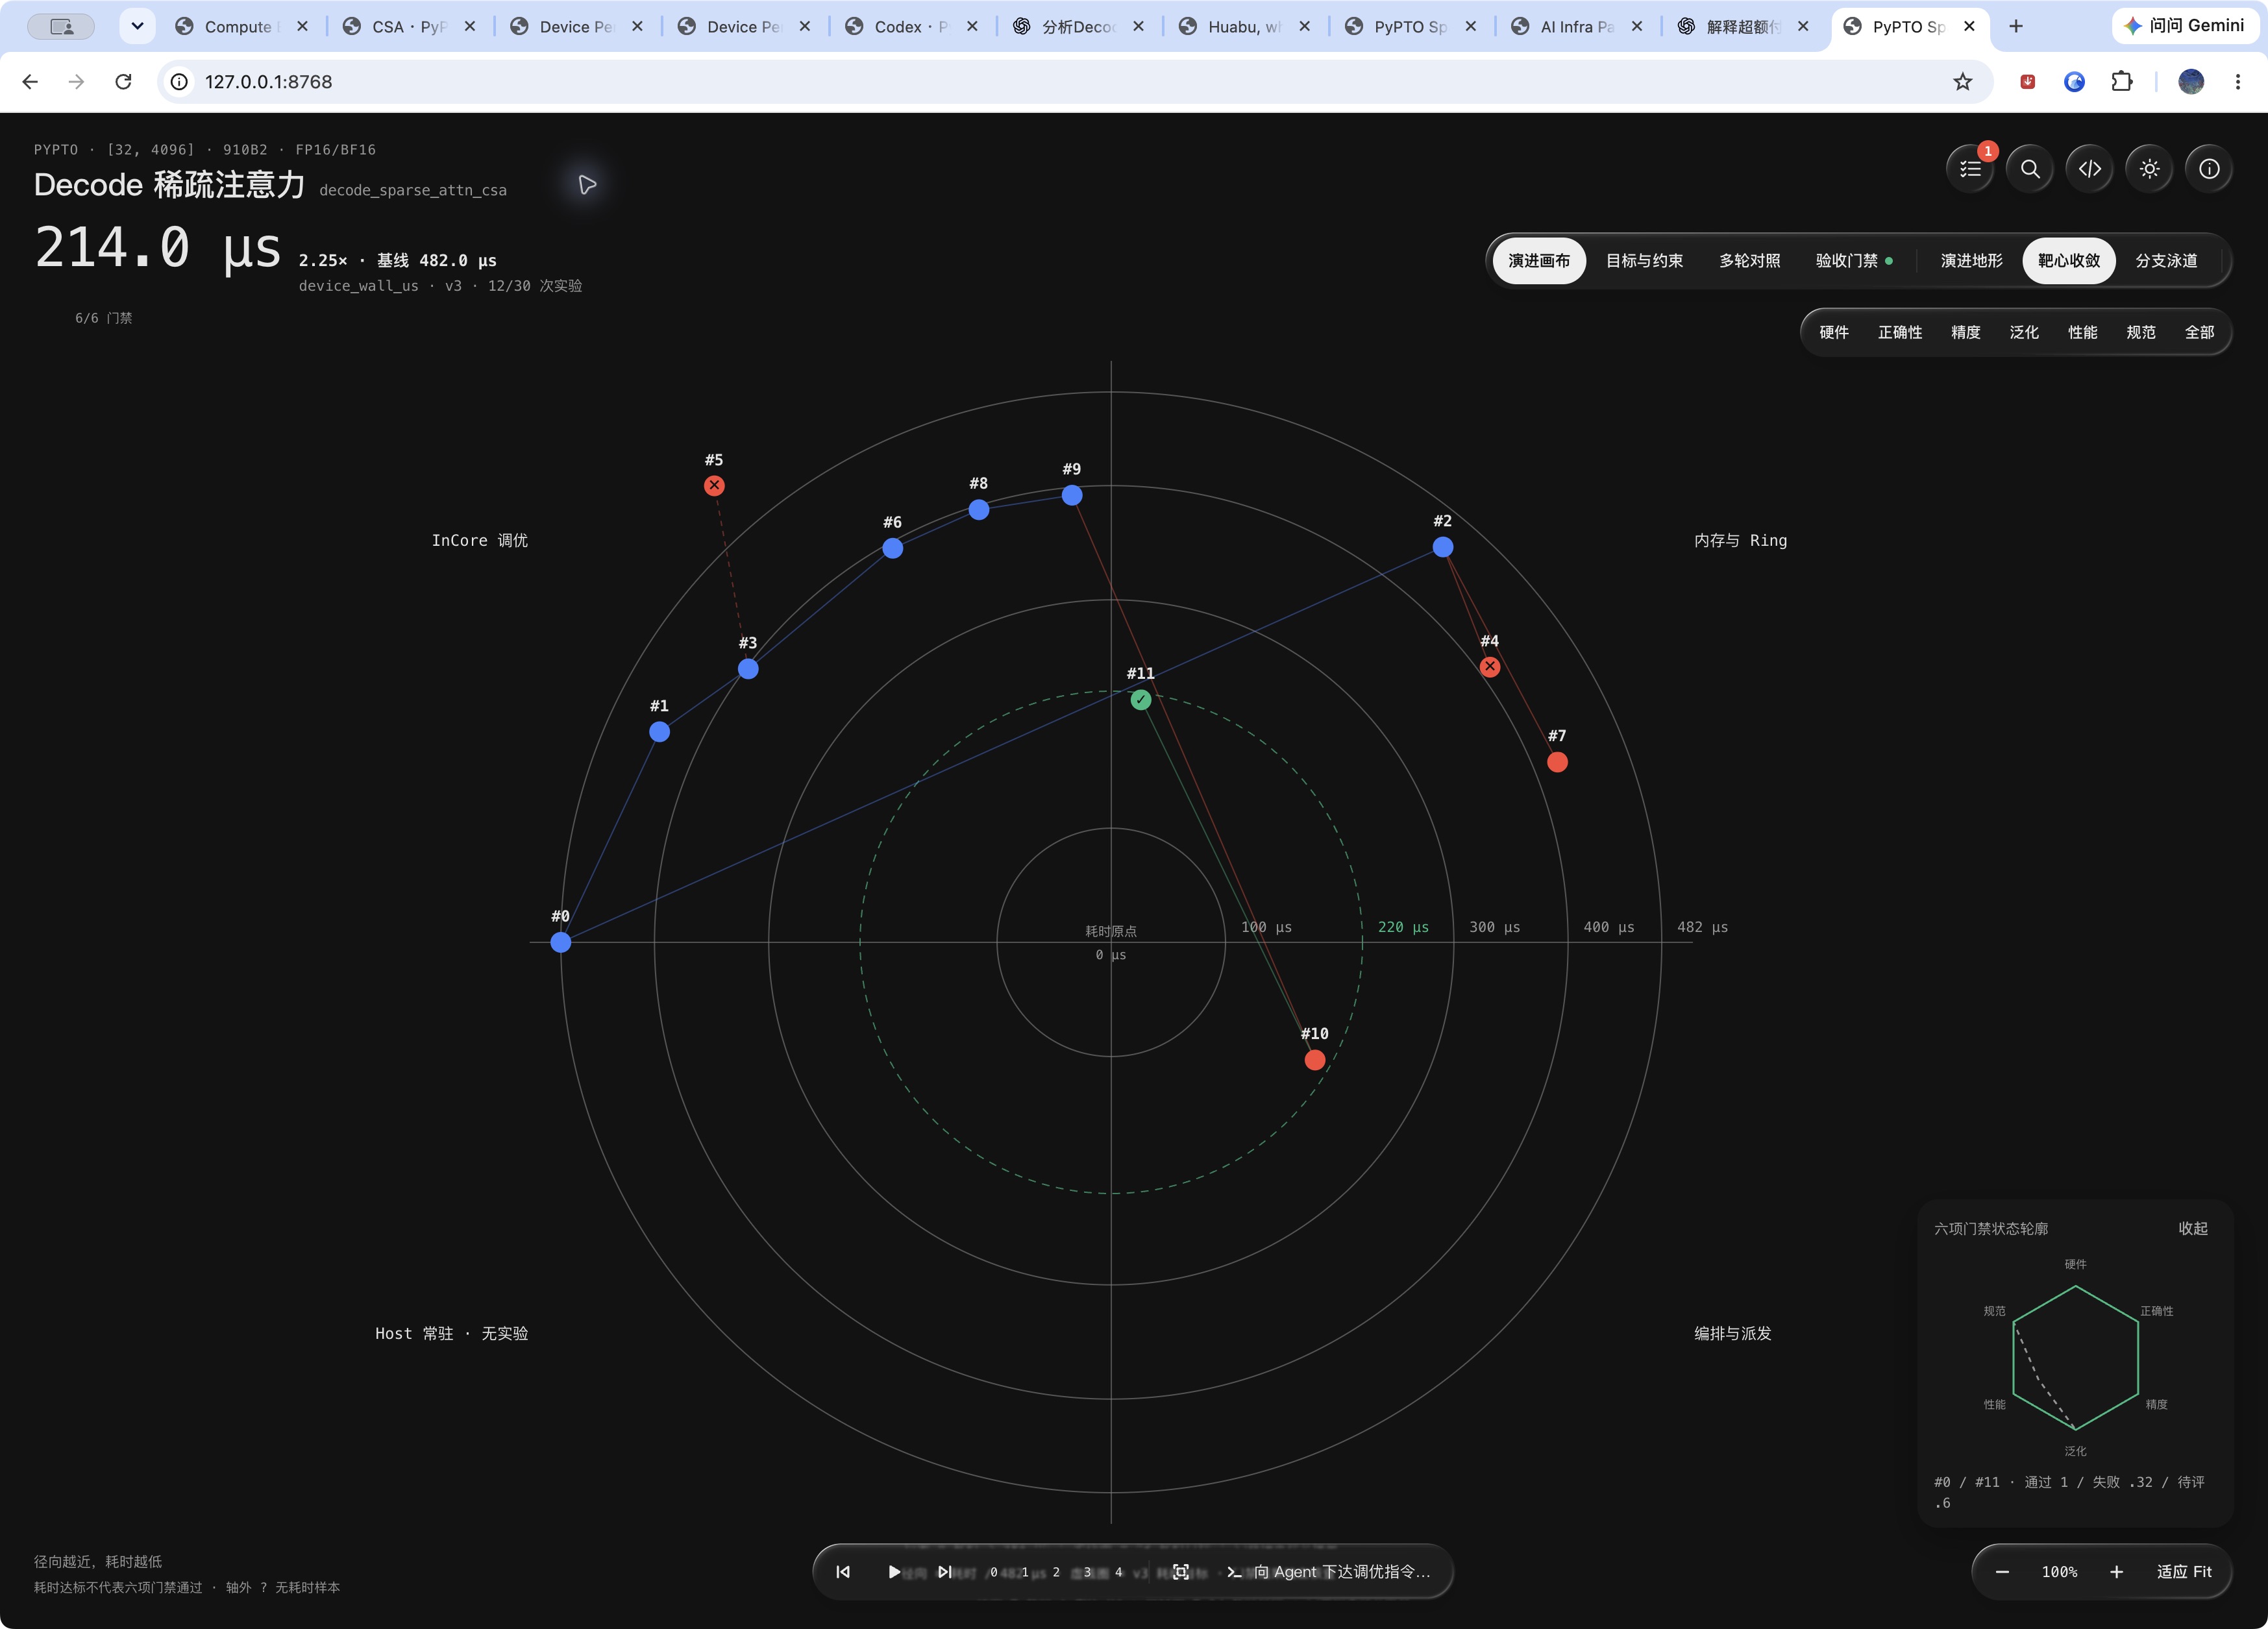 Compute
CSA · PyP
Device Pe
Device Pe
Codex · P
分析Deco
Huabu, wh
PyPTO Sp
AI Infra Pa
解释超额付
PyPTO Sp
问问 Gemini
127.0.0.1:8768
PYPTO · [32, 4096] · 910B2 · FP16/BF16
Decode 稀疏注意力 decode_sparse_attn_csa
214.0 µs 2.25× · 基线 482.0 µs
device_wall_us · v3 · 12/30 次实验
6/6 门禁
1
演进画布 目标与约束 多轮对照 验收门禁 演进地形 靶心收敛 分支泳道
硬件 正确性 精度 泛化 性能 规范 全部
#5
#9
#8
#6
#2
InCore 调优
内存与 Ring
#3
#4
#11
#1
#7
#0
耗时原点
0 µs
100 µs 220 µs 300 µs 400 µs 482 µs
#10
Host 常驻 · 无实验
编排与派发
六项门禁状态轮廓 收起
硬件
规范
正确性
性能
精度
泛化
#0 / #11 · 通过 1 / 失败 .32 / 待评
.6
径向越近，耗时越低
耗时达标不代表六项门禁通过 · 轴外 ? 无耗时样本
0 1 2 3 4
向 Agent 下达调优指令…
100%
适应 Fit